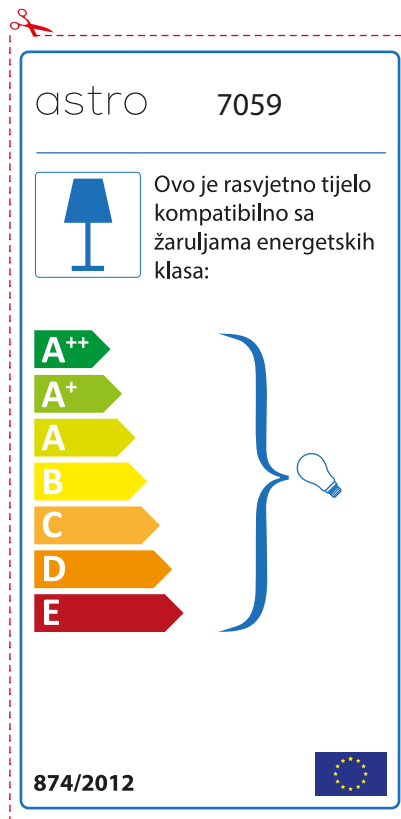 astro 7059
Ovo je rasvjetno tijelo
kompatibilno sa
žaruljama energetskih
klasa:
A++
A+
A
B
C
D
E
874/2012